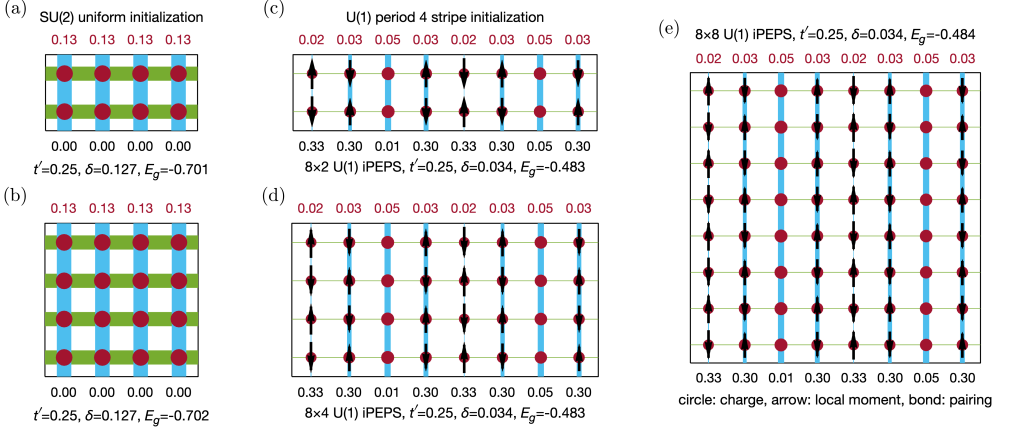 (a)
SU(2) uniform initialization
0.13 0.13 0.13 0.13
0.00 0.00 0.00 0.00
t′=0.25, δ=0.127, Eg=-0.701
(b)
0.13 0.13 0.13 0.13
0.00 0.00 0.00 0.00
t′=0.25, δ=0.127, Eg=-0.702
(c)
U(1) period 4 stripe initialization
0.02 0.03 0.05 0.03 0.02 0.03 0.05 0.03
0.33 0.30 0.01 0.30 0.33 0.30 0.05 0.30
8×2 U(1) iPEPS, t′=0.25, δ=0.034, Eg=-0.483
(d)
0.02 0.03 0.05 0.03 0.02 0.03 0.05 0.03
0.33 0.30 0.01 0.30 0.33 0.30 0.05 0.30
8×4 U(1) iPEPS, t′=0.25, δ=0.034, Eg=-0.483
(e)
8×8 U(1) iPEPS, t′=0.25, δ=0.034, Eg=-0.484
0.02 0.03 0.05 0.03 0.02 0.03 0.05 0.03
0.33 0.30 0.01 0.30 0.33 0.30 0.05 0.30
circle: charge, arrow: local moment, bond: pairing